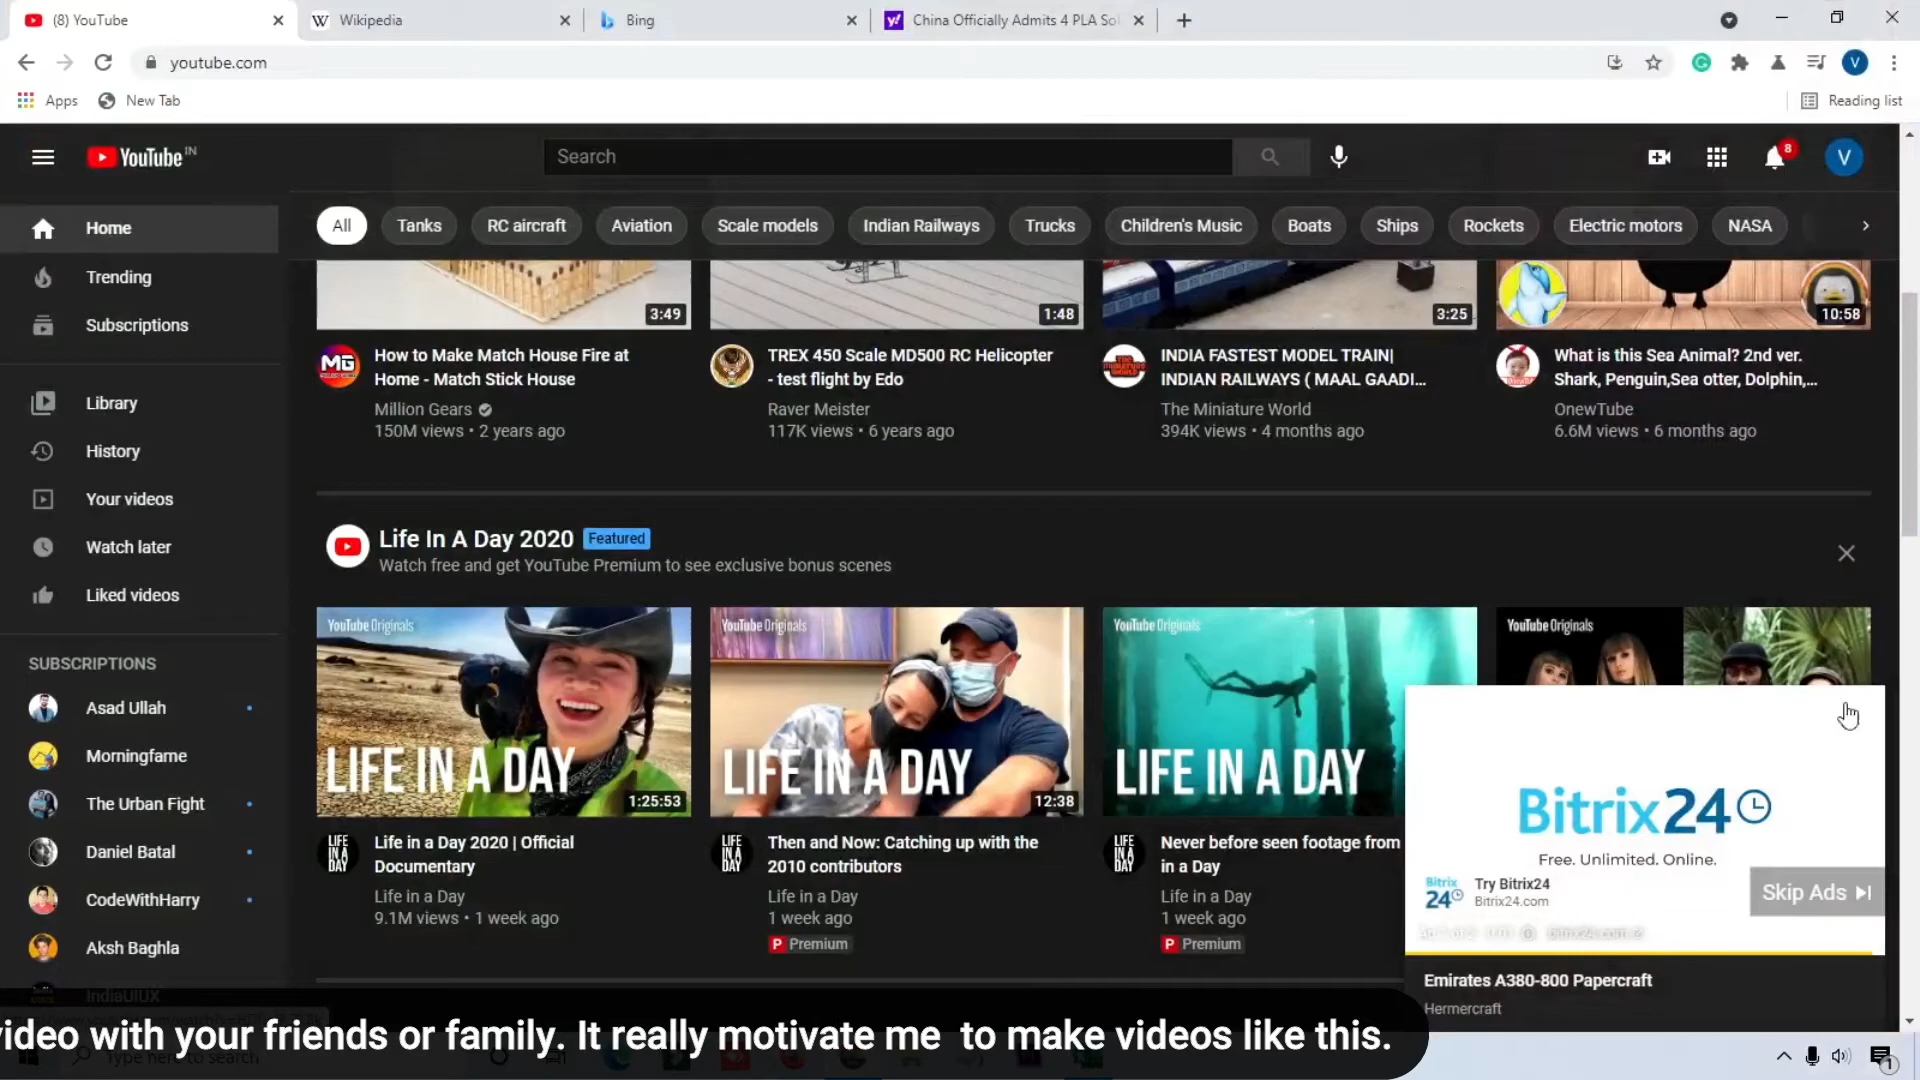 (8) YouTube
Wikipedia
Bing
China Officially Admits 4 PLA Sol
youtube.com
Apps
New Tab
Reading list
YouTube IN
Search
8
V
All
Tanks
RC aircraft
Aviation
Scale models
Indian Railways
Trucks
Children's Music
Boats
Ships
Rockets
Electric motors
NASA
Home
Trending
Subscriptions
Library
History
Your videos
Watch later
Liked videos
SUBSCRIPTIONS
Asad Ullah
Morningfame
The Urban Fight
Daniel Batal
CodeWithHarry
Aksh Baghla
IndiaUIUX
3:49
How to Make Match House Fire at
Home - Match Stick House
Million Gears
150M views • 2 years ago
1:48
TREX 450 Scale MD500 RC Helicopter
- test flight by Edo
Raver Meister
117K views • 6 years ago
3:25
INDIA FASTEST MODEL TRAIN|
INDIAN RAILWAYS ( MAAL GAADI...
The Miniature World
394K views • 4 months ago
10:58
What is this Sea Animal? 2nd ver.
Shark, Penguin,Sea otter, Dolphin,...
OnewTube
6.6M views • 6 months ago
Life In A Day 2020 Featured
Watch free and get YouTube Premium to see exclusive bonus scenes
YouTube Originals
LIFE IN A DAY
1:25:53
Life in a Day 2020 | Official
Documentary
Life in a Day
9.1M views • 1 week ago
YouTube Originals
LIFE IN A DAY
12:38
Then and Now: Catching up with the
2010 contributors
Life in a Day
1 week ago
Premium
YouTube Originals
LIFE IN A DAY
Never before seen footage from
in a Day
Life in a Day
1 week ago
Premium
YouTube Originals
Bitrix24
Free. Unlimited. Online.
Bitrix
24
Try Bitrix24
Bitrix24.com
Skip Ads
bitrix24.com
Emirates A380-800 Papercraft
Hermercraft
video with your friends or family. It really motivate me to make videos like this.
Type here to search
1